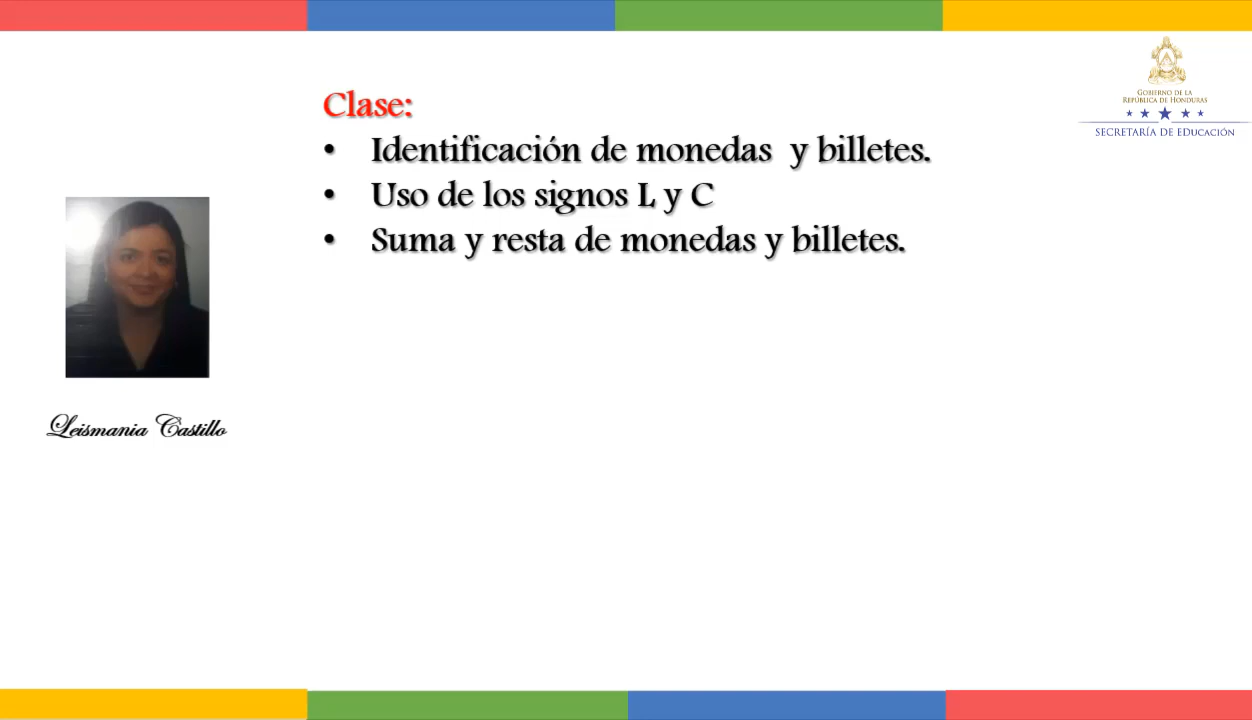 Clase:
• Identificación de monedas y billetes.
• Uso de los signos L y C
• Suma y resta de monedas y billetes.
GOBIERNO DE LA
REPÚBLICA DE HONDURAS
SECRETARÍA DE EDUCACIÓN
Leismania Castillo